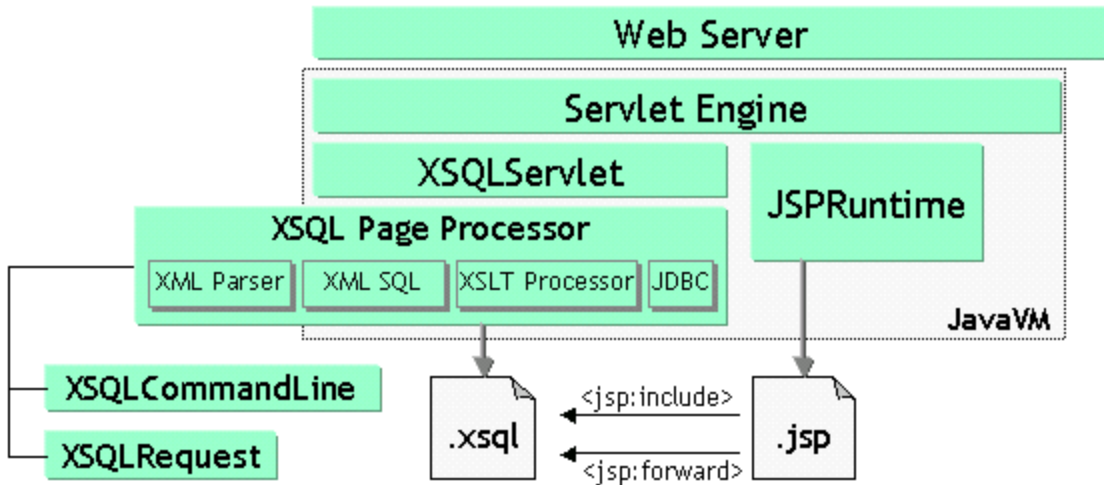 Web Server
Servlet Engine
XSQLServlet
JSPRuntime
XSQL Page Processor
XML Parser
XML SQL
XSLT Processor
JDBC
JavaVM
XSQLCommandLine
XSQLRequest
.xsql
<jsp:include>
<jsp:forward>
.jsp